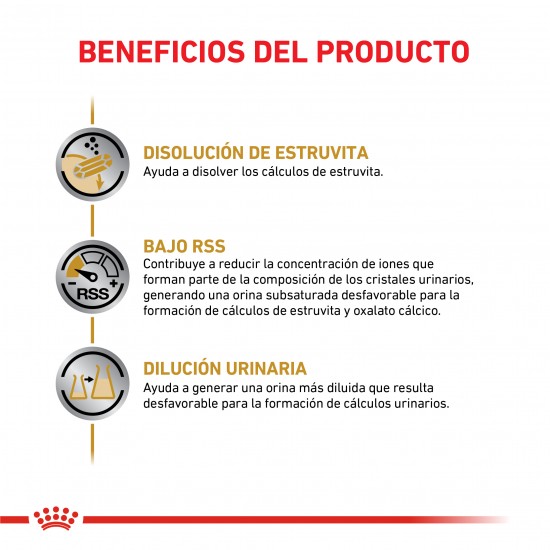 BENEFICIOS DEL PRODUCTO
DISOLUCIÓN DE ESTRUVITA
Ayuda a disolver los cálculos de estruvita.
BAJO RSS
Contribuye a reducir la concentración de iones que
forman parte de la composición de los cristales urinarios,
generando una orina subsaturada desfavorable para la
formación de cálculos de estruvita y oxalato cálcico.
- RSS +
DILUCIÓN URINARIA
Ayuda a generar una orina más diluida que resulta
desfavorable para la formación de cálculos urinarios.